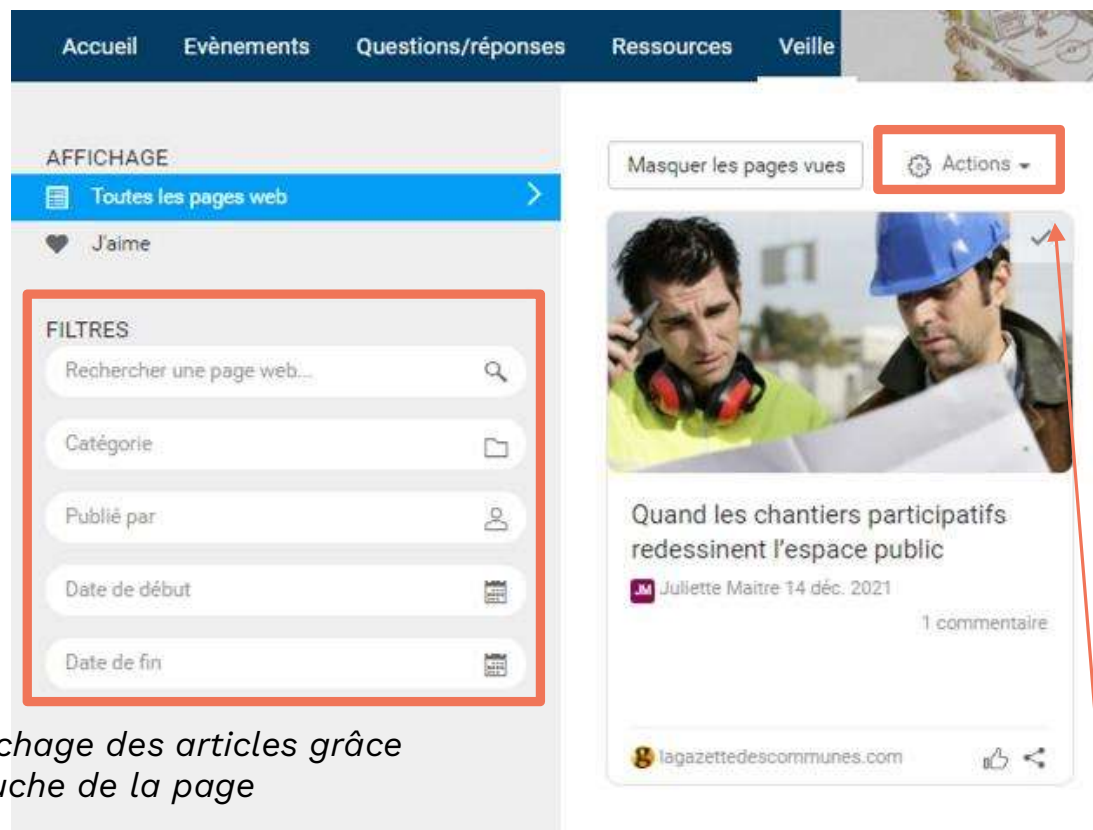 Accueil Evènements Questions/réponses Ressources Veille
AFFICHAGE
Toutes les pages web
J'aime
FILTRES
Rechercher une page web...
Catégorie
Publié par
Date de début
Date de fin
chage des articles grâce
uche de la page
Masquer les pages vues Actions
Quand les chantiers participatifs
redessinent l'espace public
JM Juliette Maitre 14 déc. 2021
1 commentaire
g lagazettedescommunes.com